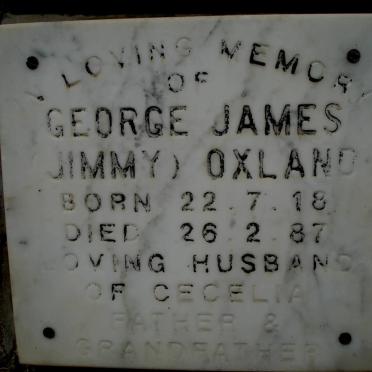 LOVING MEMORY
OF
GEORGE JAMES
(JIMMY) OXLAND
BORN 22.7.18
DIED 26.2.87
LOVING HUSBAND
OF CECELIA
FATHER &
GRANDFATHER